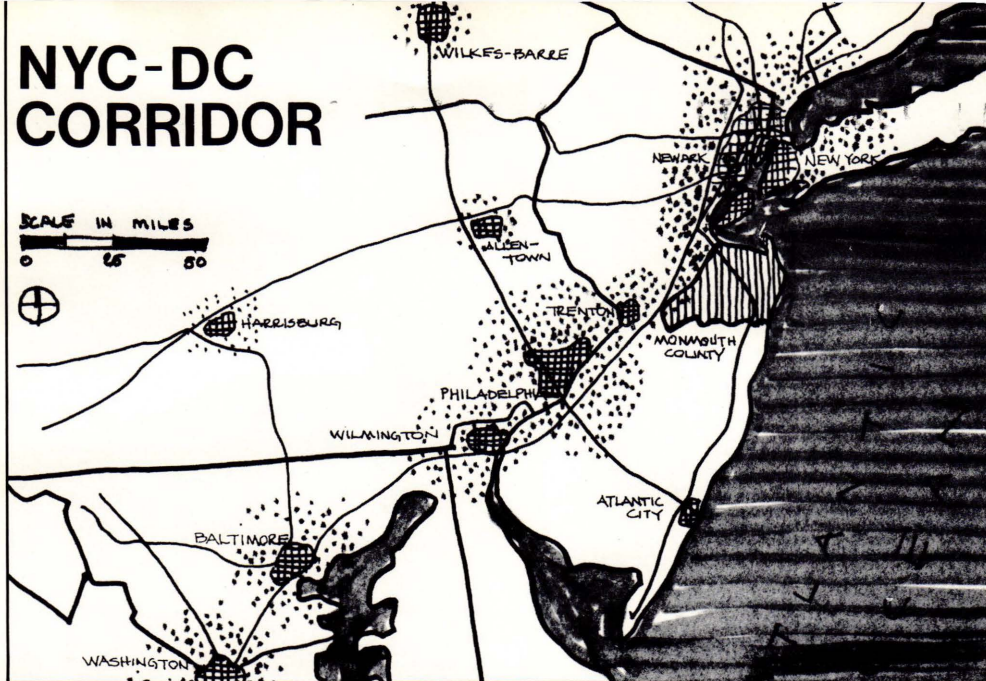 NYC-DC
CORRIDOR
WILKES-BARRE
NEWARK
NEW YORK
SCALE IN MILES
0 25 50
ALLEN-
TOWN
HARRISBURG
TRENTON
MONMOUTH
COUNTY
PHILADELPHIA
WILMINGTON
ATLANTIC
CITY
BALTIMORE
WASHINGTON